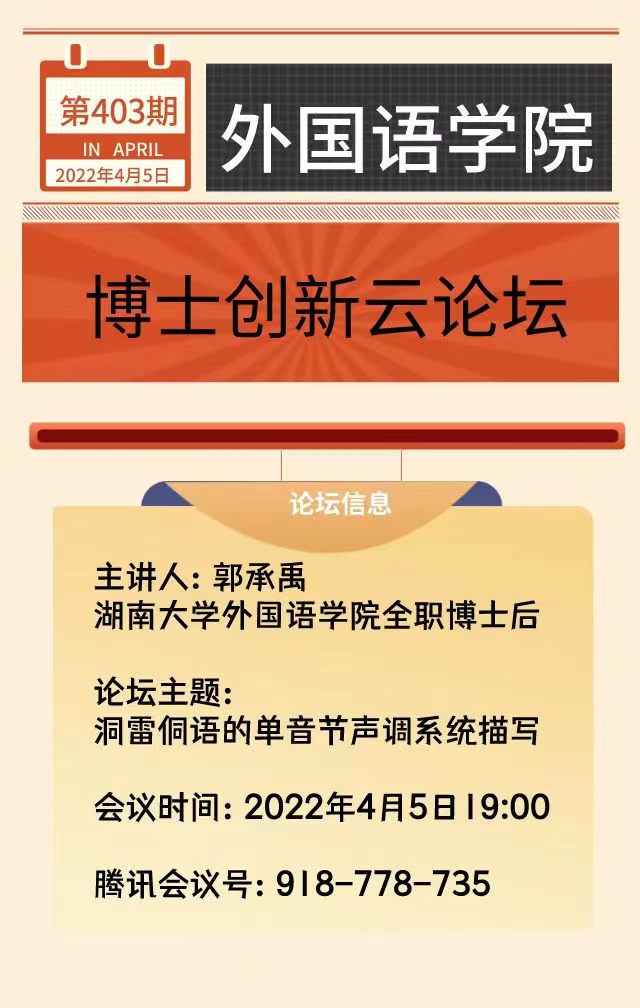 第403期
IN APRIL
2022年4月5日
外国语学院
博士创新云论坛
论坛信息
主讲人: 郭承禹
湖南大学外国语学院全职博士后
论坛主题:
洞雷侗语的单音节声调系统描写
会议时间: 2022年4月5日19:00
腾讯会议号: 918-778-735